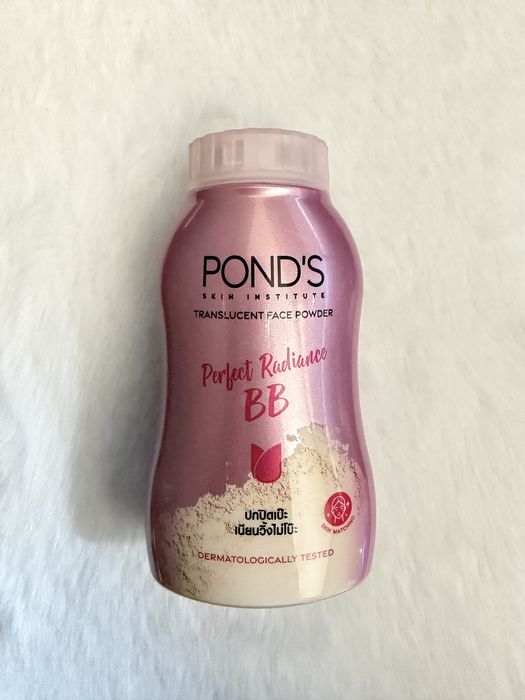 POND'S
SKIN INSTITUTE
TRANSLUCENT FACE POWDER
Perfect Radiance
BB
ปกปิดเป๊ะ
เนียนวิ้งไม่โป๊ะ
SKIN MATCHING
DERMATOLOGICALLY TESTED